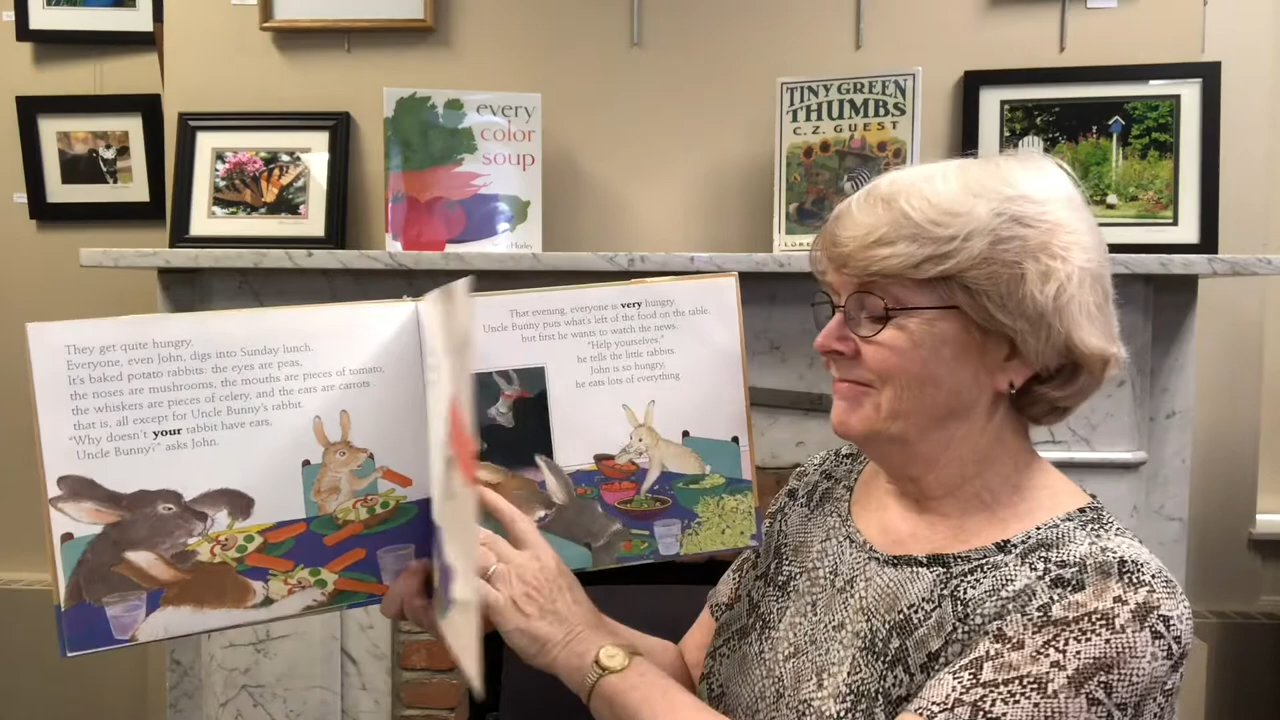 every
color
soup
Hurley
TINY GREEN
THUMBS
C. Z. GUEST
They get quite hungry.
Everyone, even John, digs into Sunday lunch.
It's baked potato rabbits: the eyes are peas,
the noses are mushrooms, the mouths are pieces of tomato,
the whiskers are pieces of celery, and the ears are carrots
that is, all except for Uncle Bunny's rabbit.
"Why doesn't your rabbit have ears,
Uncle Bunny?" asks John.
That evening, everyone is very hungry.
Uncle Bunny puts what's left of the food on the table,
but first he wants to watch the news.
"Help yourselves,"
he tells the little rabbits.
John is so hungry,
he eats lots of everything